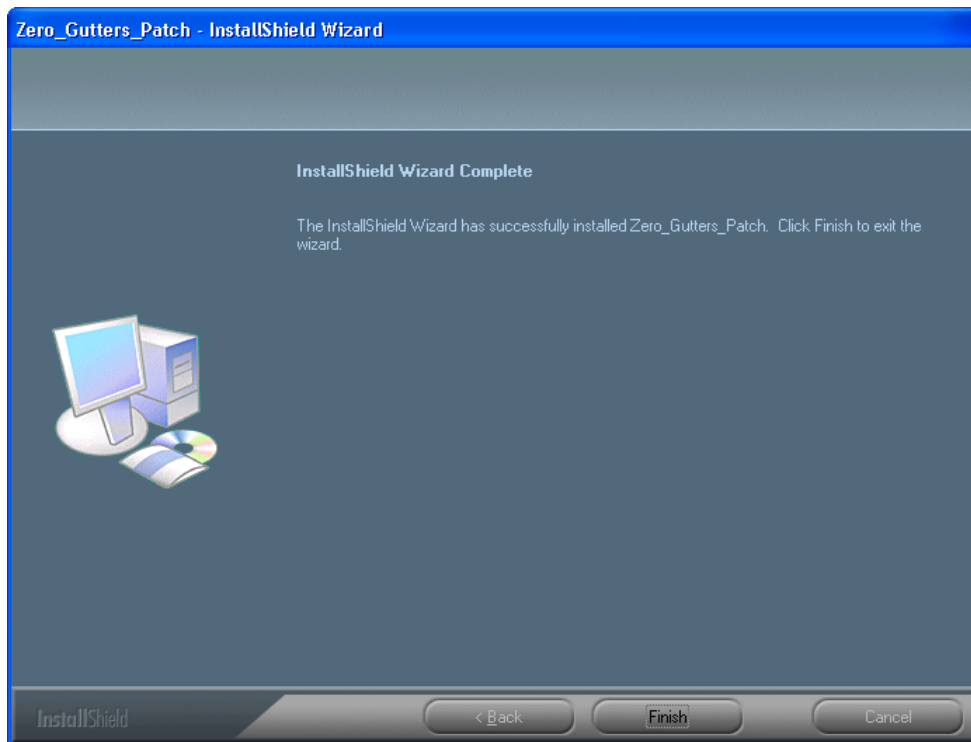 Zero_Gutters_Patch - InstallShield Wizard
InstallShield Wizard Complete
The InstallShield Wizard has successfully installed Zero_Gutters_Patch. Click Finish to exit the
wizard.
InstallShield
< Back
Finish
Cancel